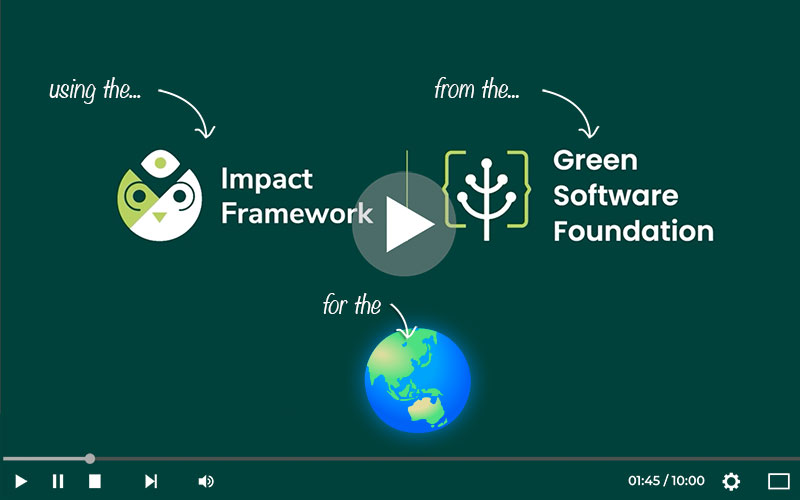 using the...
from the...
Impact
Framework
Green
Software
Foundation
for the
01:45 / 10:00